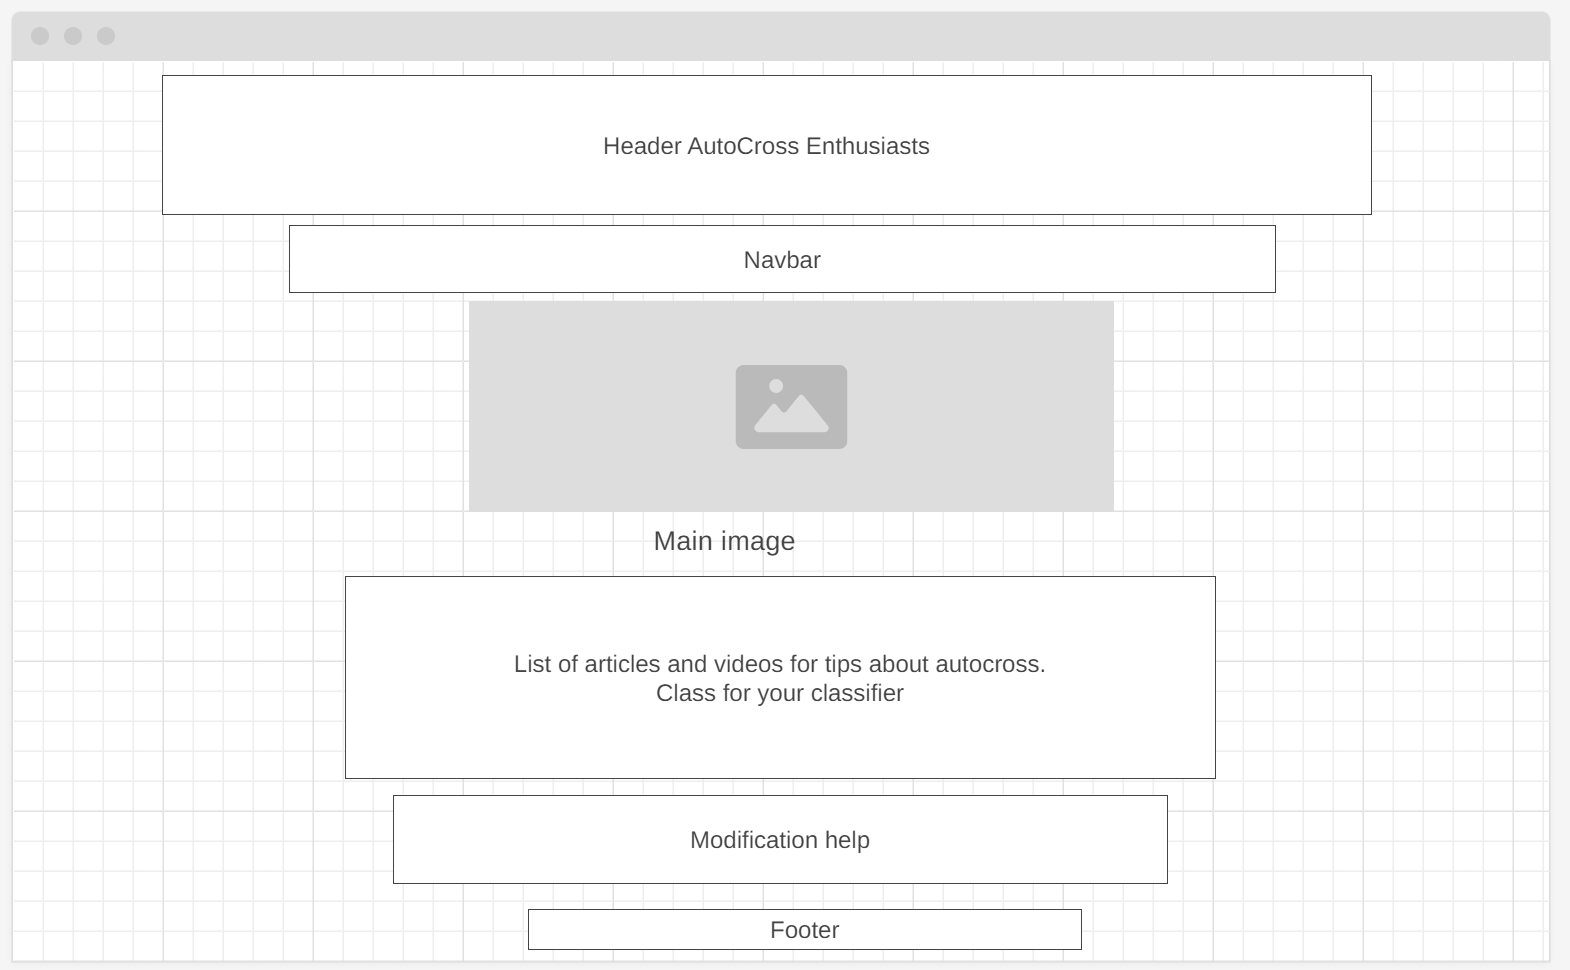 Header AutoCross Enthusiasts
Navbar
Main image
List of articles and videos for tips about autocross.
Class for your classifier
Modification help
Footer